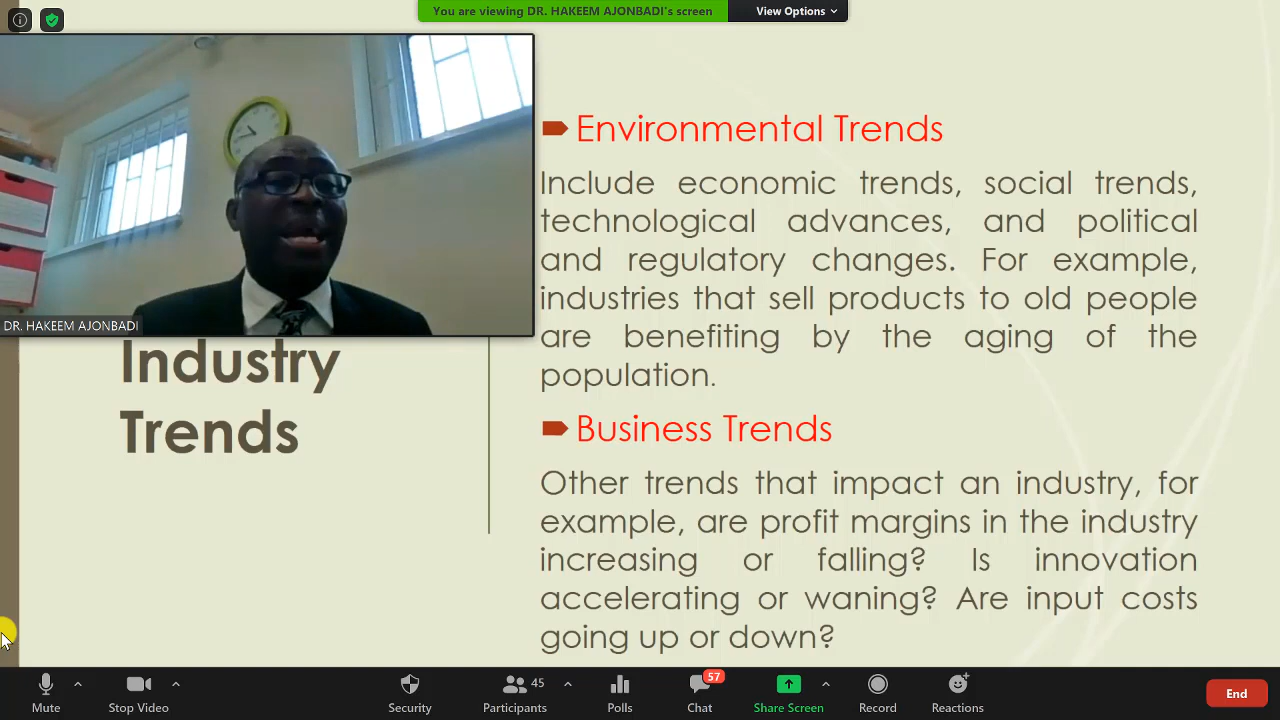 You are viewing DR. HAKEEM AJONBADI's screen
View Options
DR. HAKEEM AJONBADI
Industry
Trends
Environmental Trends
Include economic trends, social trends,
technological advances, and political
and regulatory changes. For example,
industries that sell products to old people
are benefiting by the aging of the
population.
Business Trends
Other trends that impact an industry, for
example, are profit margins in the industry
increasing or falling? Is innovation
accelerating or waning? Are input costs
going up or down?
Mute
Stop Video
Security
45
Participants
Polls
57
Chat
Share Screen
Record
Reactions
End